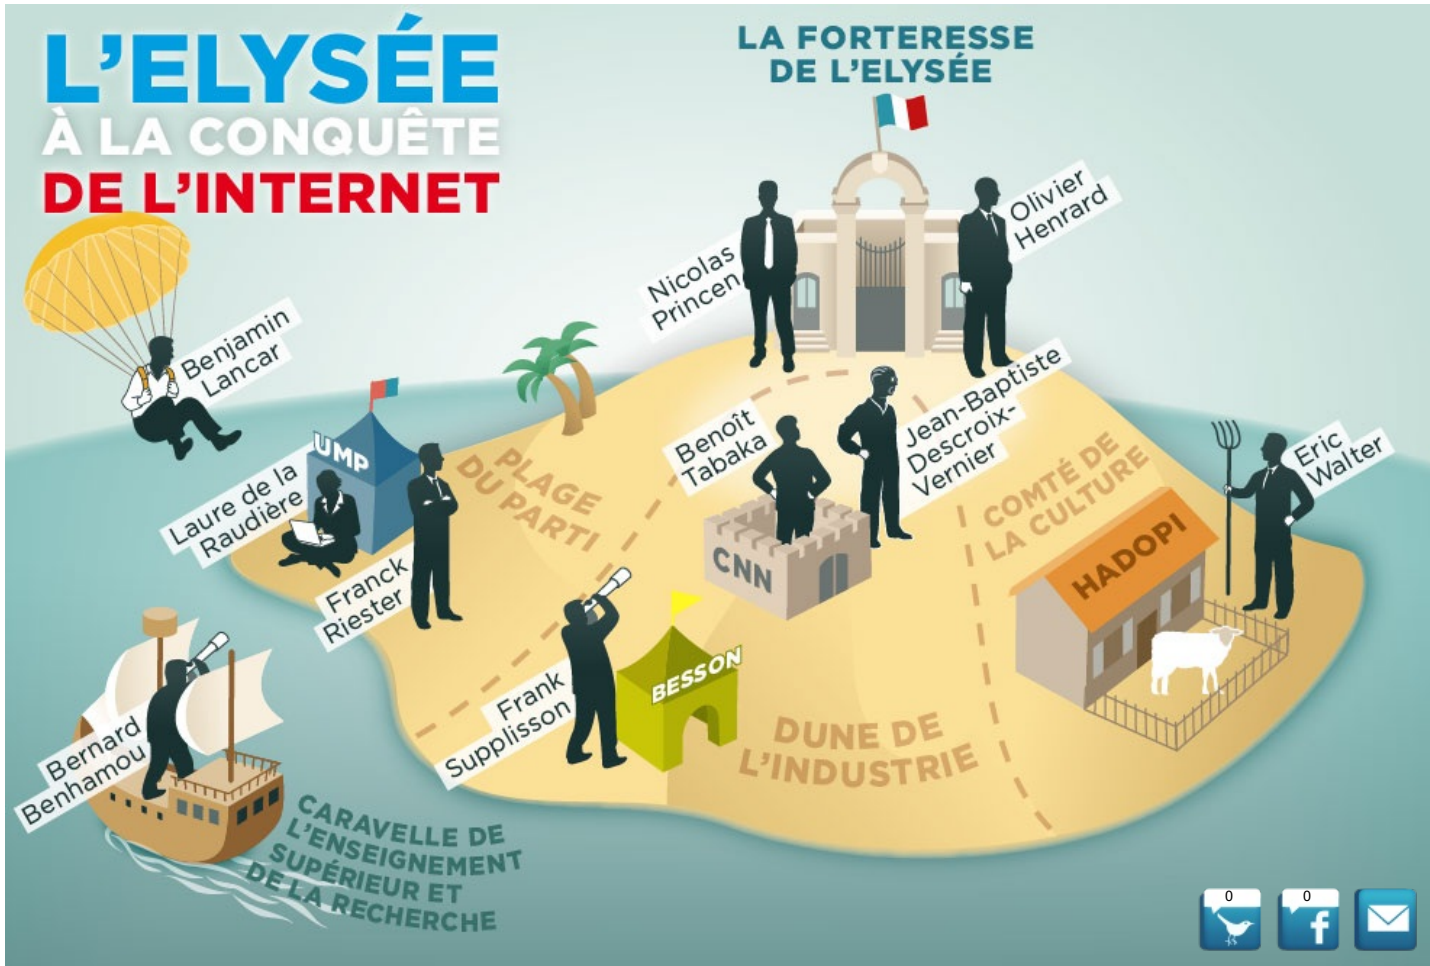 L'ELYSÉE
À LA CONQUÊTE
DE L'INTERNET
LA FORTERESSE
DE L'ELYSÉE
Olivier
Henrard
Nicolas
Princen
Benjamin
Lancar
Jean-Baptiste
Descroix-
Vernier
Benoît
Tabaka
UMP
PLAGE
DU PARTI
COMTÉ DE
LA CULTURE
Eric
Walter
Laure de la
Raudière
CNN
HADOPI
Franck
Riester
BESSON
Frank
Supplisson
DUNE DE
L'INDUSTRIE
Bernard
Benhamou
CARAVELLE DE
L'ENSEIGNEMENT
SUPÉRIEUR ET
DE LA RECHERCHE
0
0
f